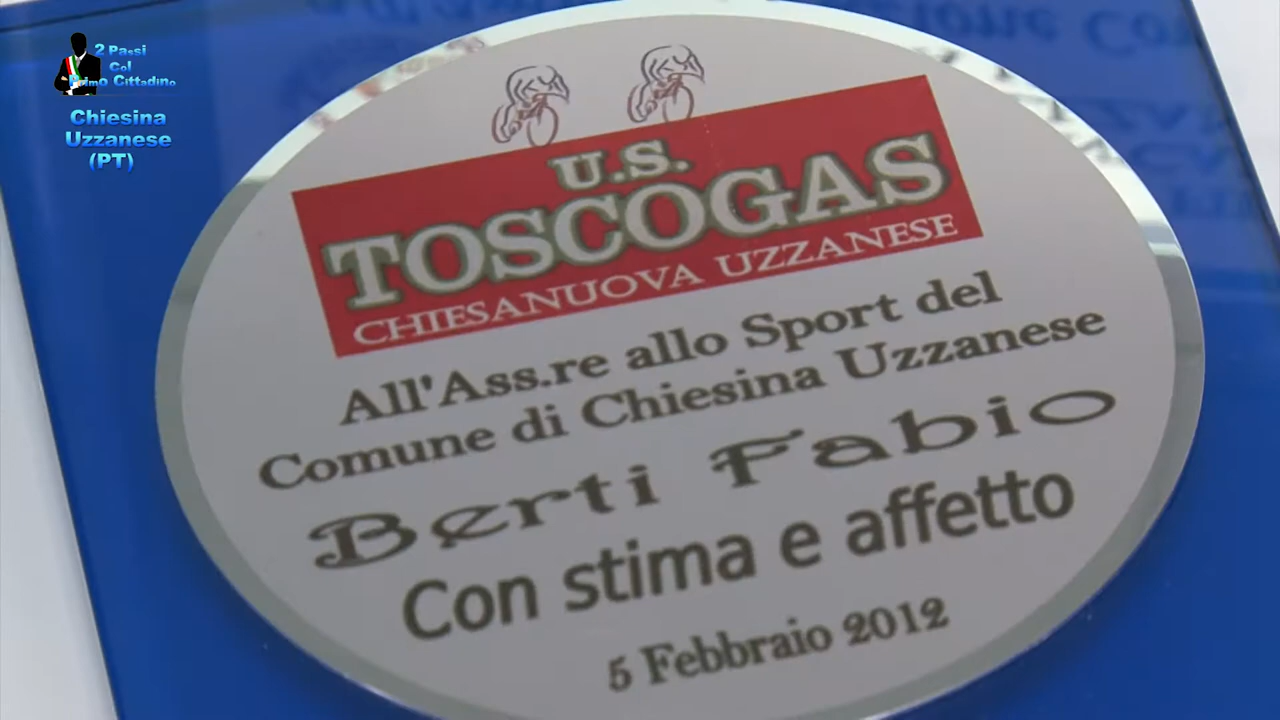 2 Passi
Col
Primo Cittadino
Chiesina
Uzzanese
(PT)
U.S.
TOSCOGAS
CHIESANUOVA UZZANESE
All'Ass.re allo Sport del
Comune di Chiesina Uzzanese
Berti Fabio
Con stima e affetto
5 Febbraio 2012